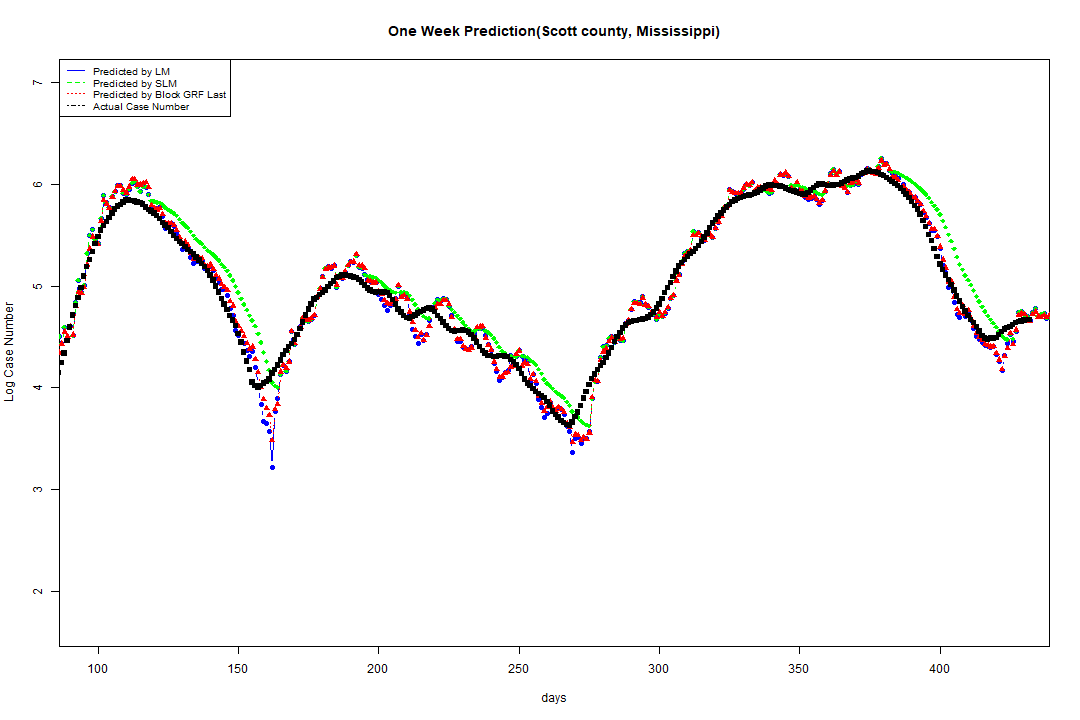 One Week Prediction(Scott county, Mississippi)
Predicted by LM
Predicted by SLM
Predicted by Block GRF Last
Actual Case Number
7
6
5
4
3
2
Log Case Number
100 150 200 250 300 350 400
days